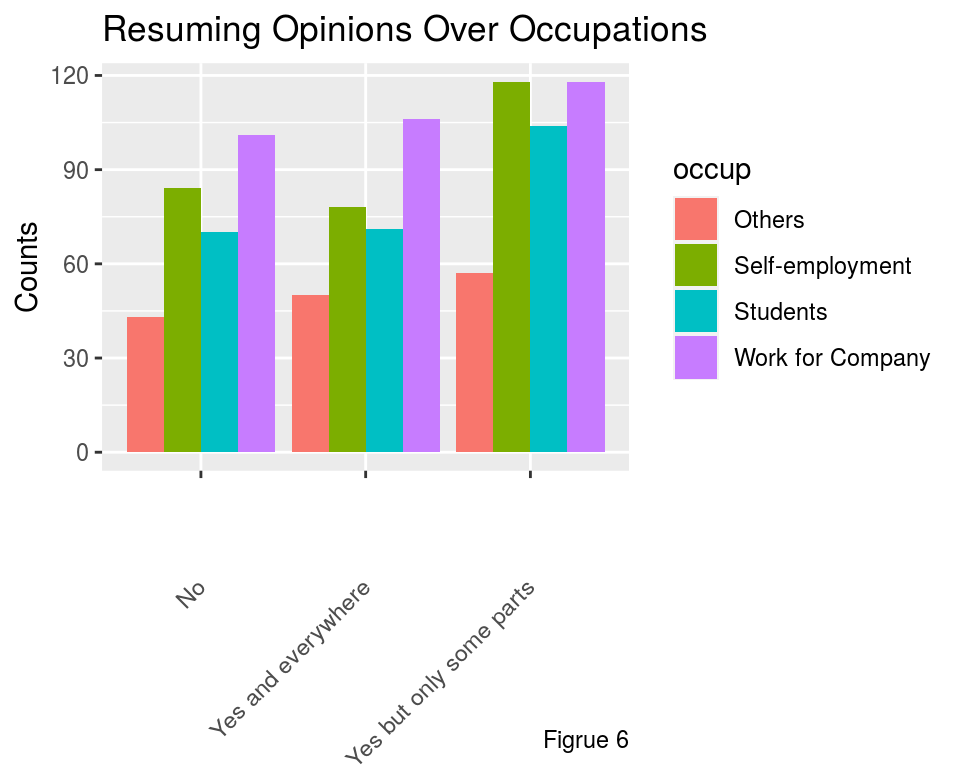 Resuming Opinions Over Occupations
Counts
120
90
60
30
0
No
Yes and everywhere
Yes but only some parts
occup
Others
Self-employment
Students
Work for Company
Figrue 6